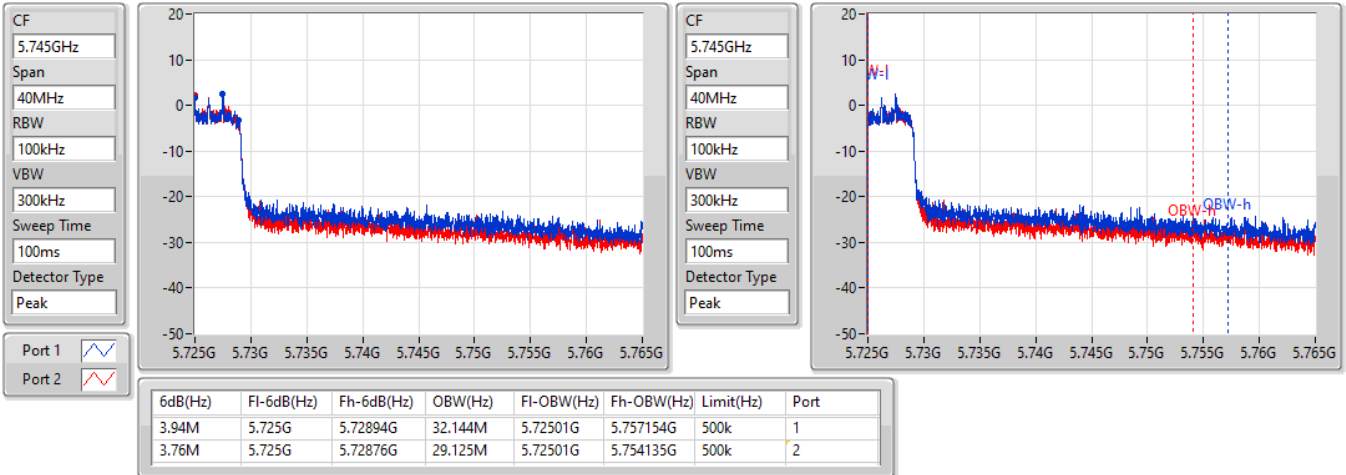 CF
5.745GHz
Span
40MHz
RBW
100kHz
VBW
300kHz
Sweep Time
100ms
Detector Type
Peak
20
10
0
-10
-20
-30
-40
-50
5.725G 5.73G 5.735G 5.74G 5.745G 5.75G 5.755G 5.76G 5.765G
CF
5.745GHz
Span
40MHz
RBW
100kHz
VBW
300kHz
Sweep Time
100ms
Detector Type
Peak
20
10
0
-10
-20
-30
-40
-50
W-l
OBW-h
OBW-h
5.725G 5.73G 5.735G 5.74G 5.745G 5.75G 5.755G 5.76G 5.765G
Port 1
Port 2
6dB(Hz) Fl-6dB(Hz) Fh-6dB(Hz) OBW(Hz) Fl-OBW(Hz) Fh-OBW(Hz) Limit(Hz) Port
3.94M 5.725G 5.72894G 32.144M 5.72501G 5.757154G 500k 1
3.76M 5.725G 5.72876G 29.125M 5.72501G 5.754135G 500k 2